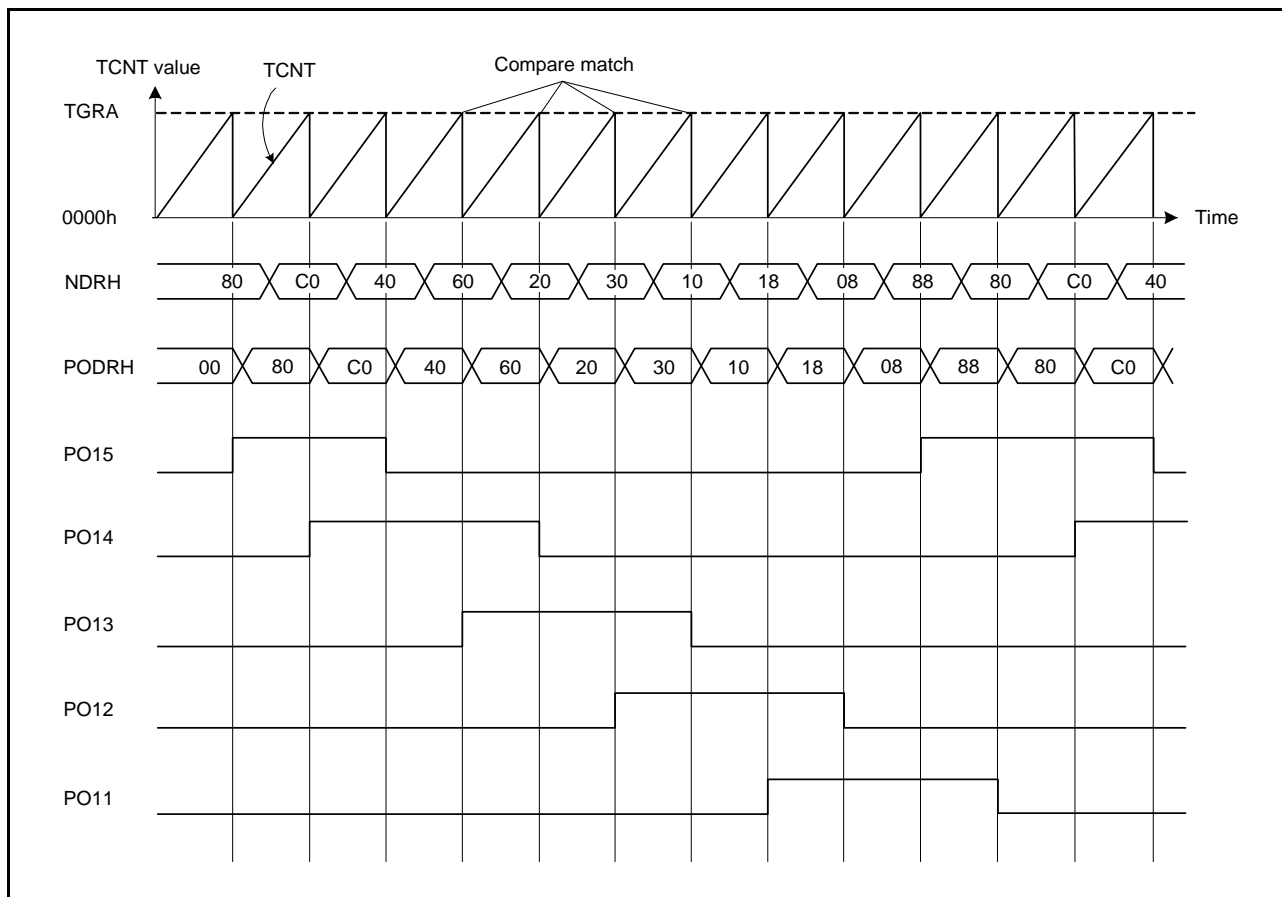 TCNT value
TCNT
Compare match
TGRA
0000h
Time
NDRH 80 C0 40 60 20 30 10 18 08 88 80 C0 40
PODRH 00 80 C0 40 60 20 30 10 18 08 88 80 C0
PO15
PO14
PO13
PO12
PO11